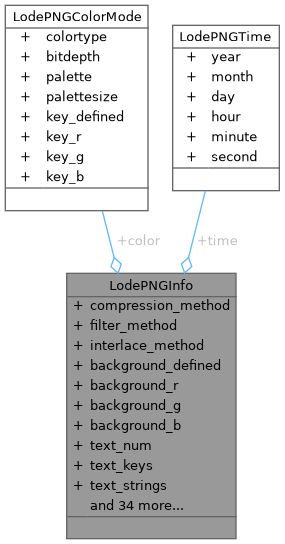 LodePNGColorMode
+ colortype
+ bitdepth
+ palette
+ palettesize
+ key_defined
+ key_r
+ key_g
+ key_b
LodePNGTime
+ year
+ month
+ day
+ hour
+ minute
+ second
+color
+time
LodePNGInfo
+ compression_method
+ filter_method
+ interlace_method
+ background_defined
+ background_r
+ background_g
+ background_b
+ text_num
+ text_keys
+ text_strings
and 34 more...